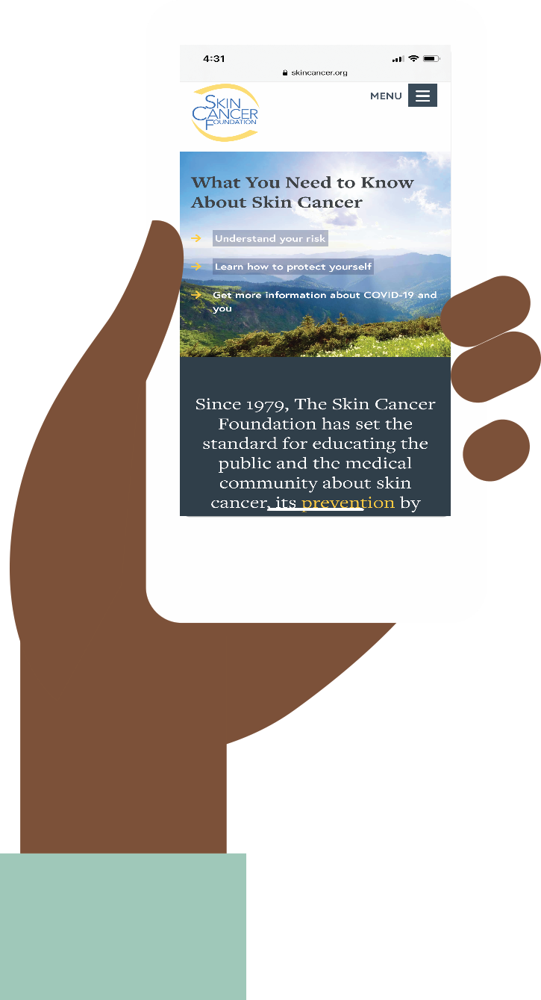 4:31
skincancer.org
SKIN
CANCER
FOUNDATION
MENU
What You Need to Know
About Skin Cancer
Understand your risk
Learn how to protect yourself
Get more information about COVID-19 and
you
Since 1979, The Skin Cancer
Foundation has set the
standard for educating the
public and the medical
community about skin
cancer, its prevention by